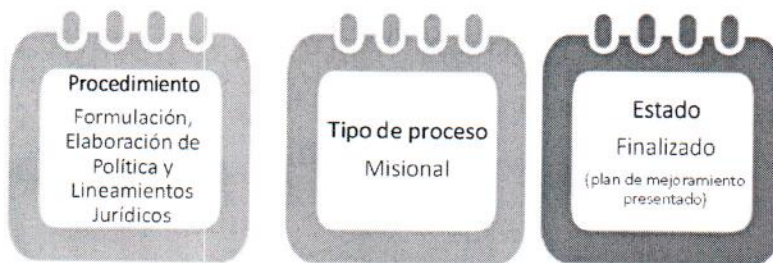 Procedimiento
Formulación,
Elaboración de
Política y
Lineamientos
Jurídicos
Tipo de proceso
Misional
Estado
Finalizado
(plan de mejoramiento
presentado)